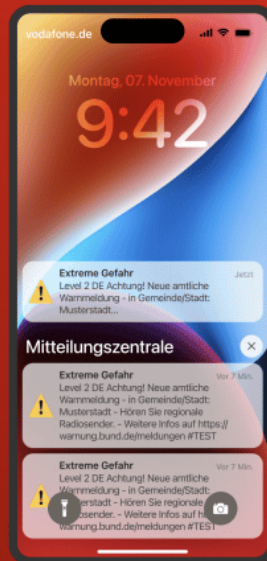 vodafone.de
Montag, 07. November
9:42
Extreme Gefahr
Jetzt
Level 2 DE Achtung! Neue amtliche
Warnmeldung - in Gemeinde/Stadt:
Musterstadt...
Mitteilungszentrale
Extreme Gefahr
Vor 7 Min.
Level 2 DE Achtung! Neue amtliche
Warnmeldung - in Gemeinde/Stadt:
Musterstadt - Hören Sie regionale
Radiosender. - Weitere Infos auf https://
warnung.bund.de/meldungen #TEST
Extreme Gefahr
Vor 7 Min.
Level 2 DE Achtung! Neue amtliche
Warnmeldung - in Gemeinde/Stadt:
erstadt - Hören Sie regionale
osender. - Weitere Infos auf
warnung.bund.de/meldungen #TEST